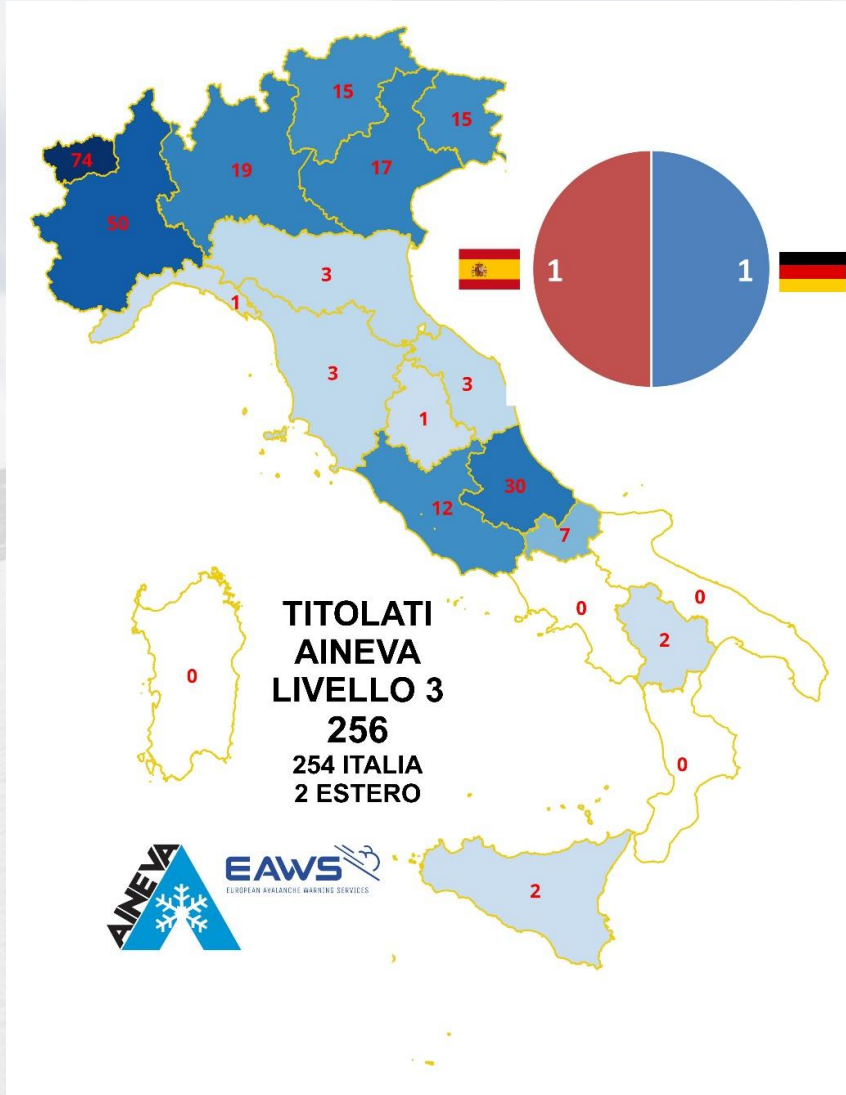 15
15
74
19
17
50
3
1
1
1
3
3
1
30
12
7
0
0
2
0
0
TITOLATI
AINEVA
LIVELLO 3
256
254 ITALIA
2 ESTERO
AINEVA
EAWS
EUROPEAN AVALANCHE WARNING SERVICES
2